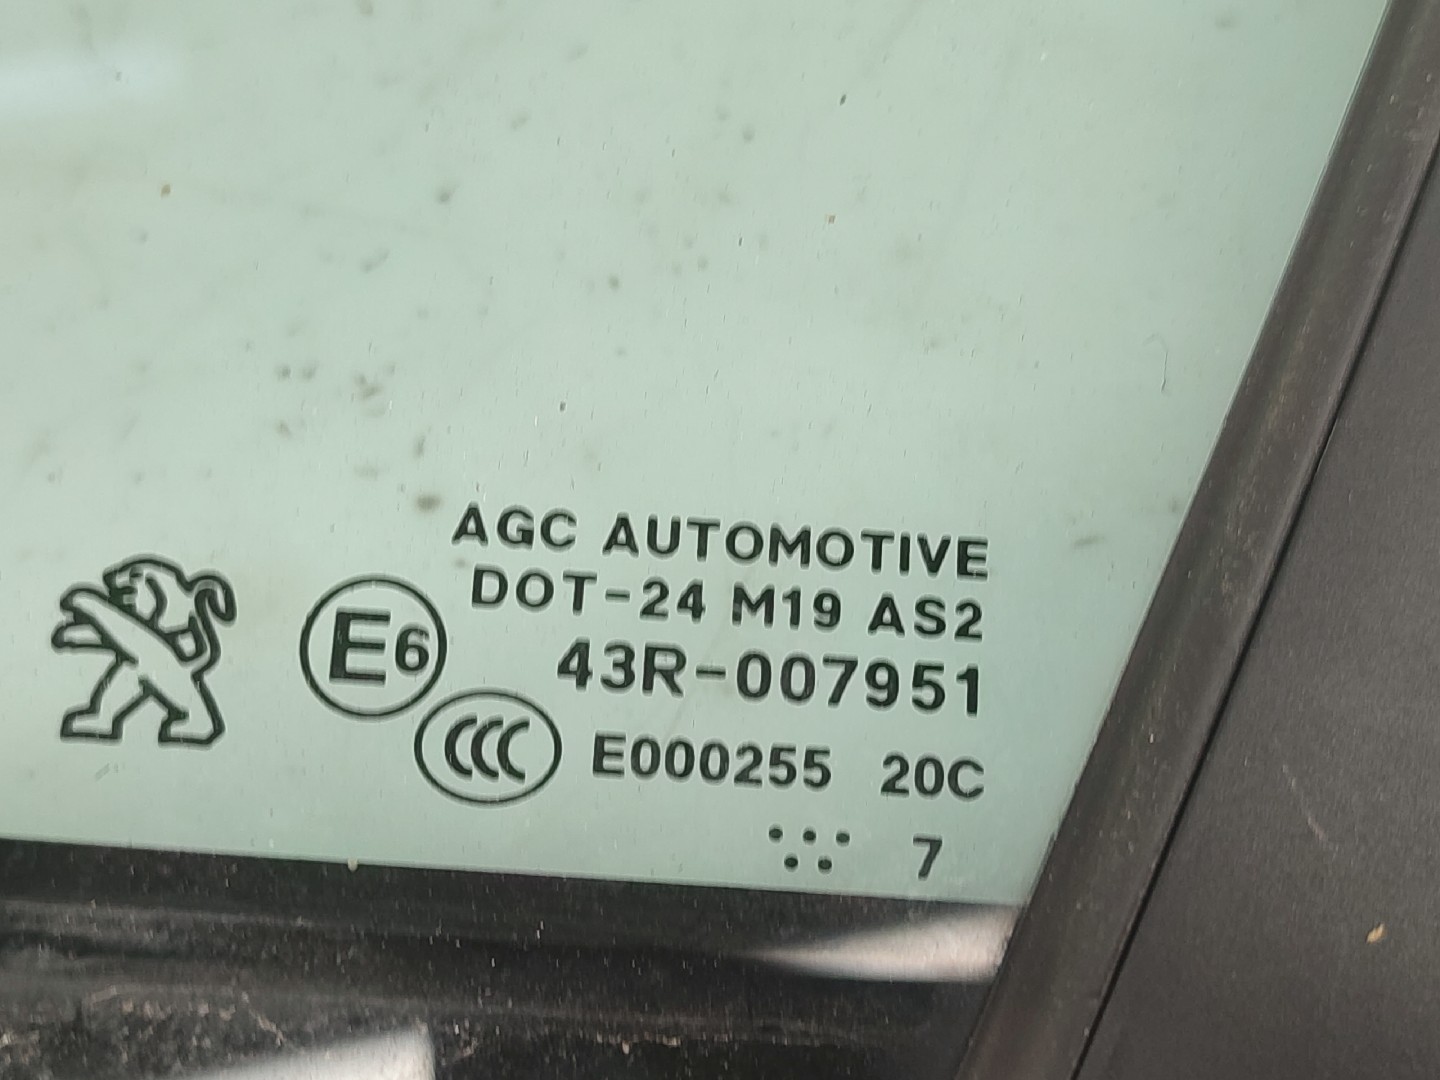 AGC AUTOMOTIVE
DOT-24 M19 AS2
E6 43R-007951
CCC E000255 20C
7